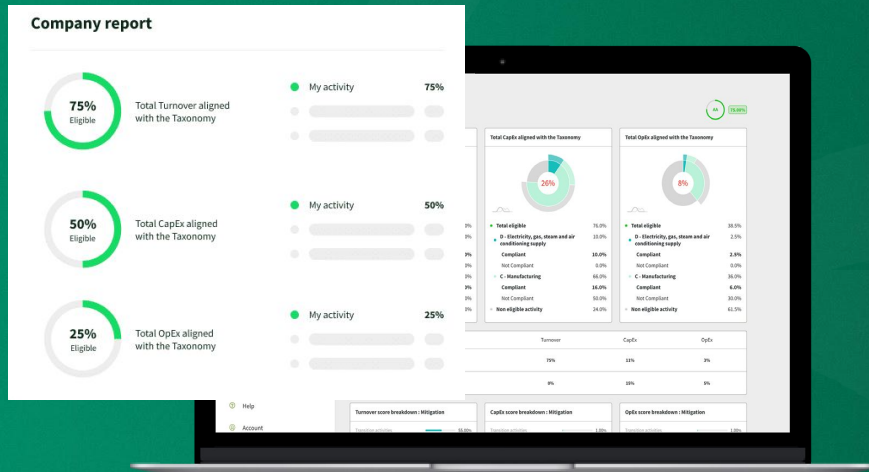 Company report
75%
Eligible
Total Turnover aligned
with the Taxonomy
My activity 75%
50%
Eligible
Total CapEx aligned
with the Taxonomy
My activity 50%
25%
Eligible
Total OpEx aligned
with the Taxonomy
My activity 25%
AA
Total CapEx aligned with the Taxonomy
26%
Total eligible 76.0%
D - Electricity, gas, steam and air 10.0%
conditioning supply
Compliant 10.0%
Not Compliant 0.0%
C - Manufacturing 66.0%
Compliant 16.0%
Not Compliant 50.0%
Non eligible activity 24.0%
Total OpEx aligned with the Taxonomy
8%
Total eligible 38.5%
D - Electricity, gas, steam and air 2.5%
conditioning supply
Compliant 2.5%
Not Compliant 0.0%
C - Manufacturing 36.0%
Compliant 6.0%
Not Compliant 30.0%
Non eligible activity 61.5%
Turnover CapEx OpEx
75%
Help
Account
Turnover score breakdown : Mitigation
CapEx score breakdown : Mitigation
OpEx score breakdown : Mitigation